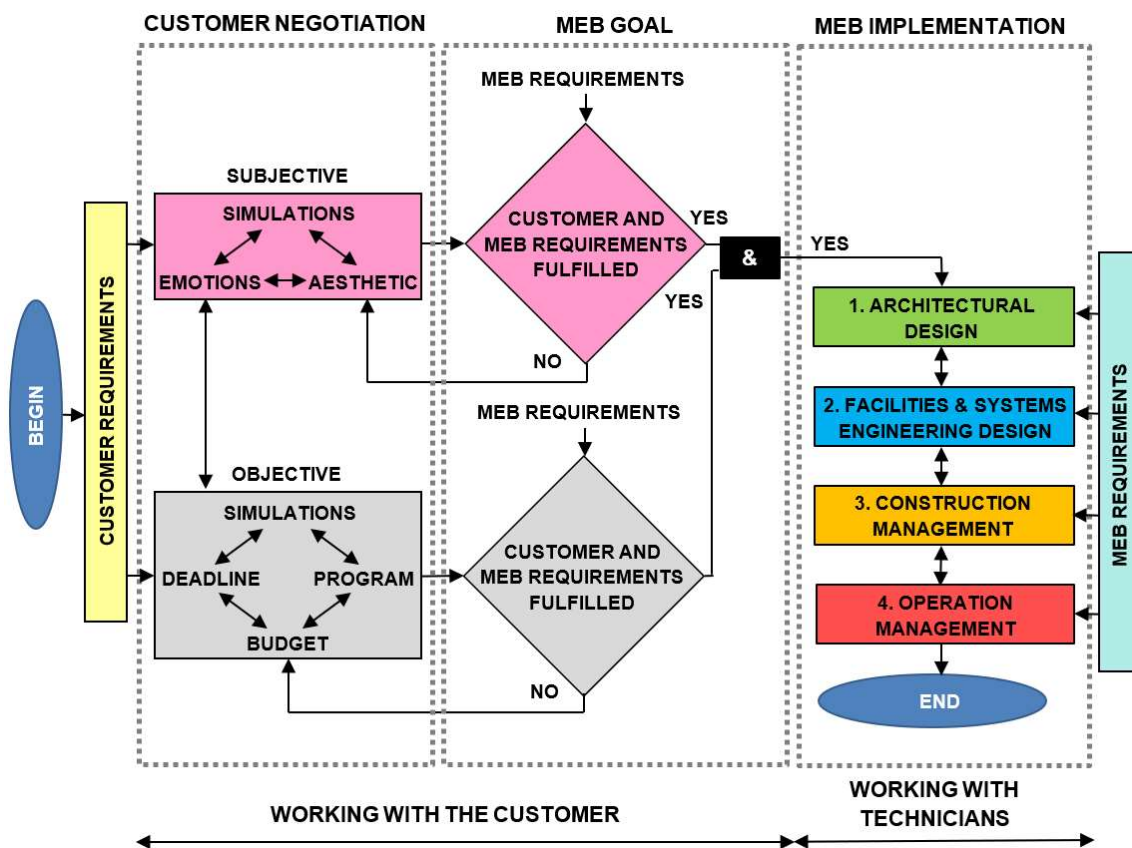 CUSTOMER NEGOTIATION
MEB GOAL
MEB IMPLEMENTATION
BEGIN
CUSTOMER REQUIREMENTS
SUBJECTIVE
SIMULATIONS
EMOTIONS
AESTHETIC
OBJECTIVE
SIMULATIONS
DEADLINE
PROGRAM
BUDGET
MEB REQUIREMENTS
CUSTOMER AND
MEB REQUIREMENTS
FULFILLED
YES
NO
MEB REQUIREMENTS
CUSTOMER AND
MEB REQUIREMENTS
FULFILLED
YES
NO
&
YES
1. ARCHITECTURAL
DESIGN
2. FACILITIES & SYSTEMS
ENGINEERING DESIGN
3. CONSTRUCTION
MANAGEMENT
4. OPERATION
MANAGEMENT
END
MEB REQUIREMENTS
WORKING WITH THE CUSTOMER
WORKING WITH
TECHNICIANS